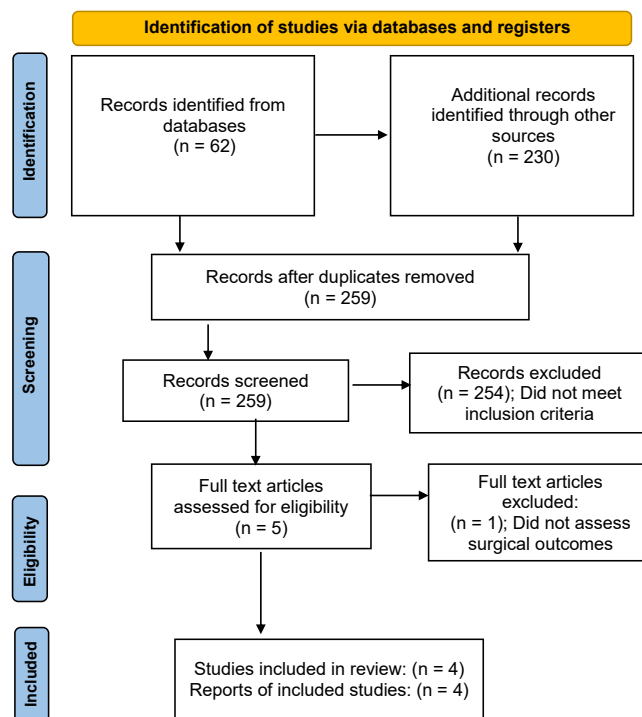 Identification of studies via databases and registers
Identification
Records identified from
databases
(n = 62)
Additional records
identified through other
sources
(n = 230)
Screening
Records after duplicates removed
(n = 259)
Records screened
(n = 259)
Records excluded
(n = 254); Did not meet
inclusion criteria
Eligibility
Full text articles
assessed for eligibility
(n = 5)
Full text articles
excluded:
(n = 1); Did not assess
surgical outcomes
Included
Studies included in review: (n = 4)
Reports of included studies: (n = 4)